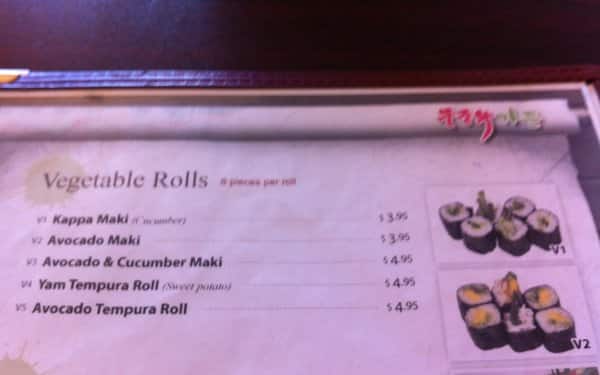 Vegetable Rolls 6 pieces per roll
V1 Kappa Maki (Cucumber) $ 3.95
V2 Avocado Maki $ 3.95
V3 Avocado & Cucumber Maki $ 4.95
V4 Yam Tempura Roll (Sweet potato) $ 4.95
V5 Avocado Tempura Roll $ 4.95
V1
V2